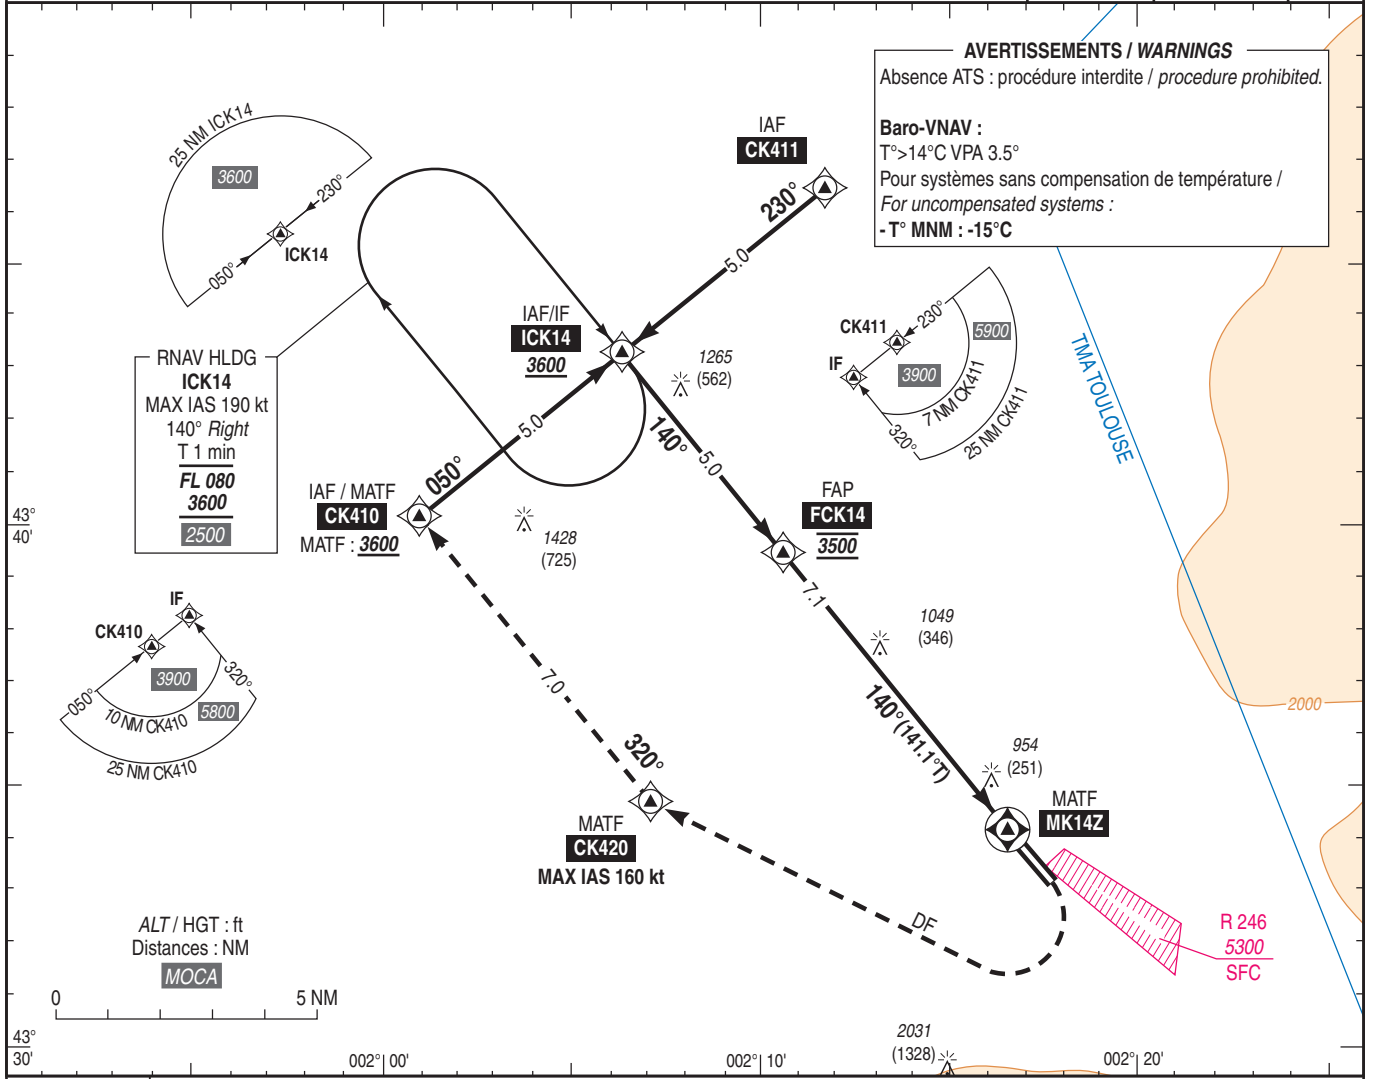 AVERTISSEMENTS / WARNINGS
Absence ATS : procédure interdite / procedure prohibited.
Baro-VNAV :
T°>14°C VPA 3.5°
Pour systèmes sans compensation de température /
For uncompensated systems :
- T° MNM : -15°C
25 NM ICK14
3600
230°
050°
ICK14
IAF
CK411
230°
5.0
IAF/IF
ICK14
3600
1265
(562)
CK411
230°
IF
5900
3900
7 NM CK411
25 NM CK411
320°
TMA TOULOUSE
RNAV HLDG
ICK14
MAX IAS 190 kt
140° Right
T 1 min
FL 080
3600
2500
5.0
050°
140°
5.0
IAF / MATF
CK410
MATF : 3600
1428
(725)
FAP
FCK14
3500
43°
40'
7.1
1049
(346)
IF
CK410
050°
3900
320°
10 NM CK410
5800
25 NM CK410
7.0
320°
140° (141.1°T)
2000
954
(251)
MATF
MK14Z
MATF
CK420
MAX IAS 160 kt
DF
R 246
5300
SFC
ALT / HGT : ft
Distances : NM
MOCA
0
5 NM
43°
30'
002° 00'
2031
(1328)
002° 10'
002° 20'